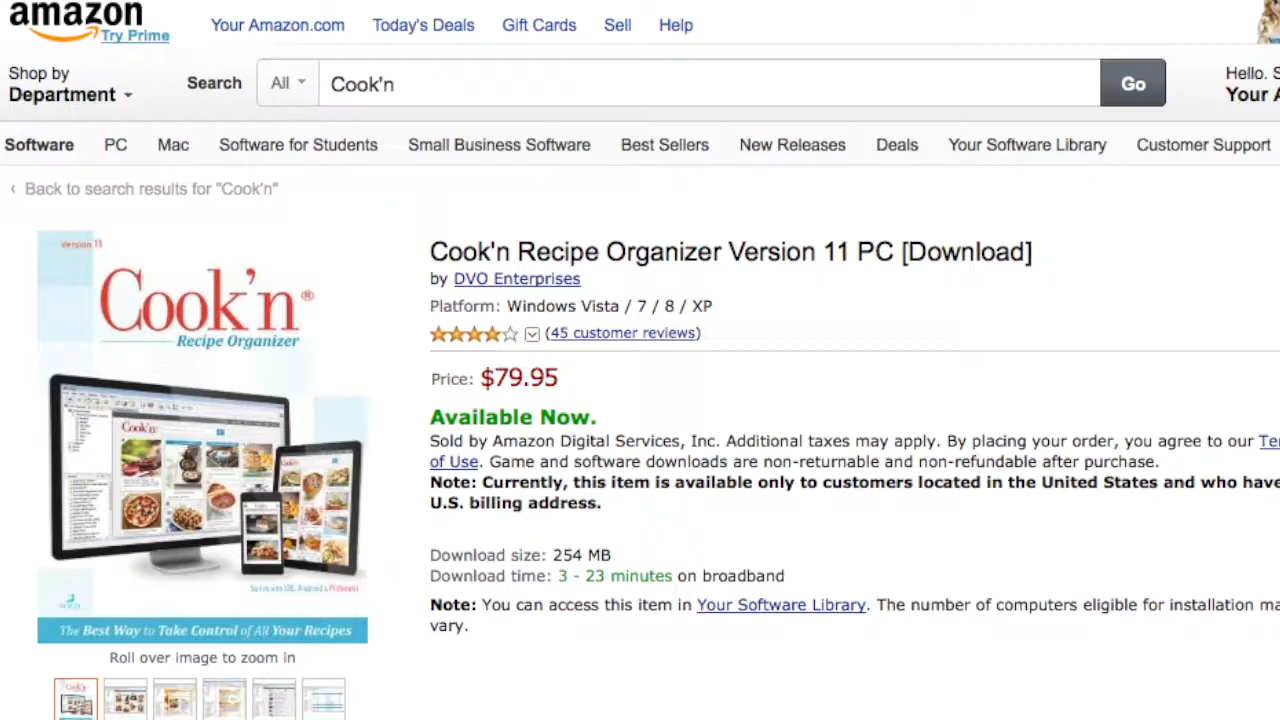 amazon
Try Prime
Your Amazon.com Today's Deals Gift Cards Sell Help
Shop by
Department
Search All Cook'n Go
Hello. S
Your A
Software PC Mac Software for Students Small Business Software Best Sellers New Releases Deals Your Software Library Customer Support
‹ Back to search results for "Cook'n"
Version 11
Cook'n®
Recipe Organizer
Cook'n
The Best Way to Take Control of All Your Recipes
Roll over image to zoom in
Cook'n Recipe Organizer Version 11 PC [Download]
by DVO Enterprises
Platform: Windows Vista / 7 / 8 / XP
(45 customer reviews)
Price: $79.95
Available Now.
Sold by Amazon Digital Services, Inc. Additional taxes may apply. By placing your order, you agree to our Te
of Use. Game and software downloads are non-returnable and non-refundable after purchase.
Note: Currently, this item is available only to customers located in the United States and who have
U.S. billing address.
Download size: 254 MB
Download time: 3 - 23 minutes on broadband
Note: You can access this item in Your Software Library. The number of computers eligible for installation ma
vary.